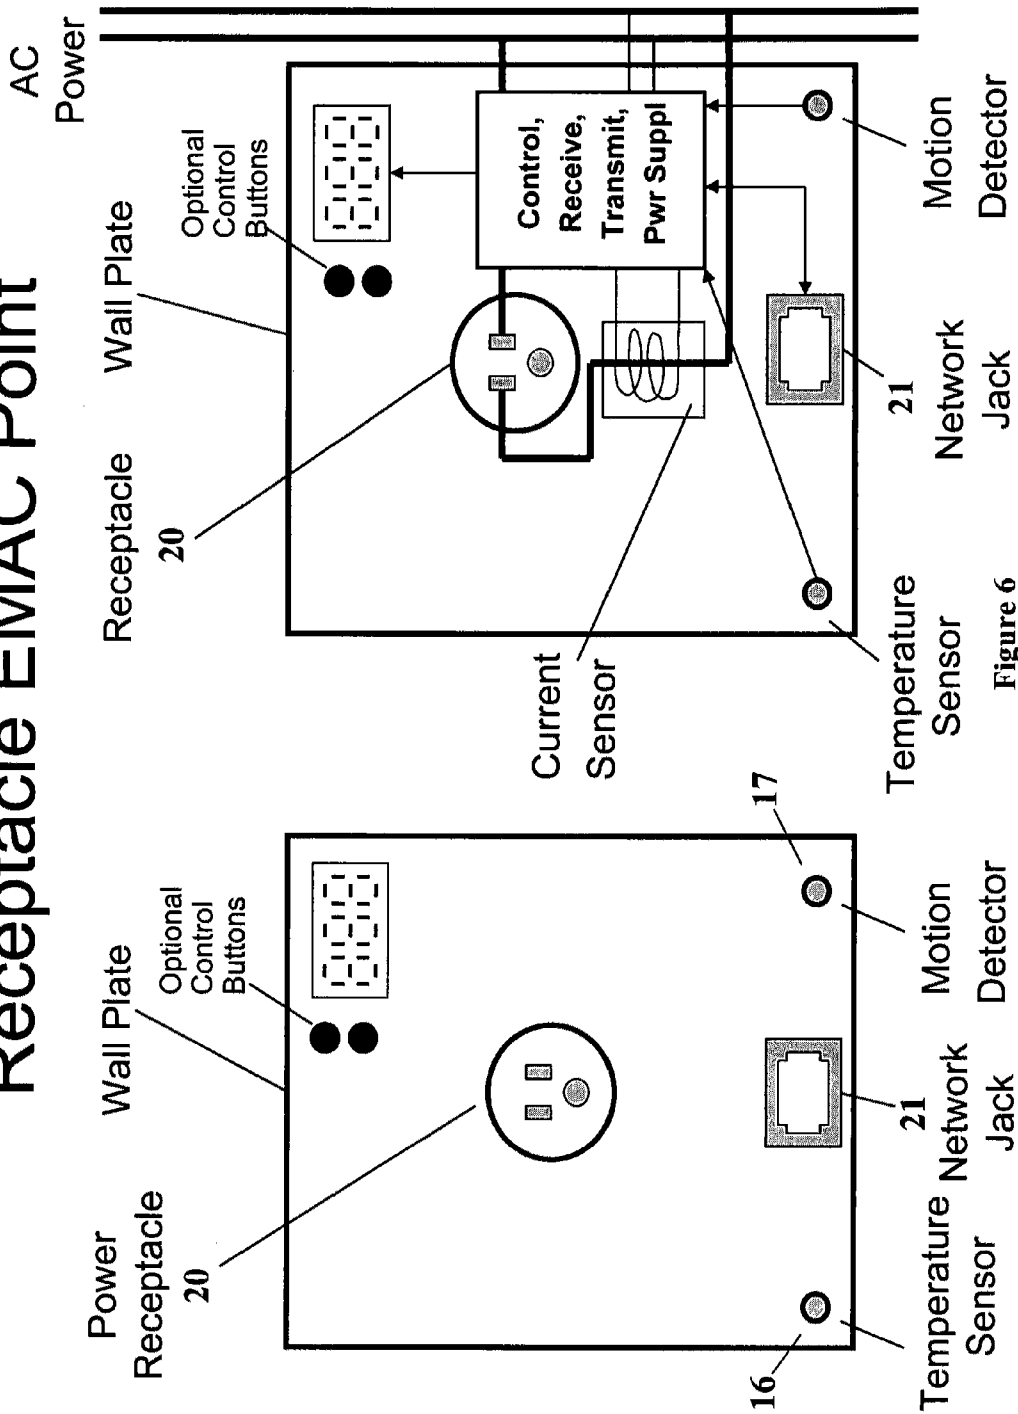 Receptacle EMAC Point
Power
Receptacle
20
Wall Plate
Optional
Control
Buttons
16
Temperature
Sensor
21
Network
Jack
17
Motion
Detector
Receptacle
20
Wall Plate
Optional
Control
Buttons
AC
Power
Control,
Receive,
Transmit,
Pwr Suppl
Current
Sensor
Temperature
Sensor
21
Network
Jack
Motion
Detector
Figure 6